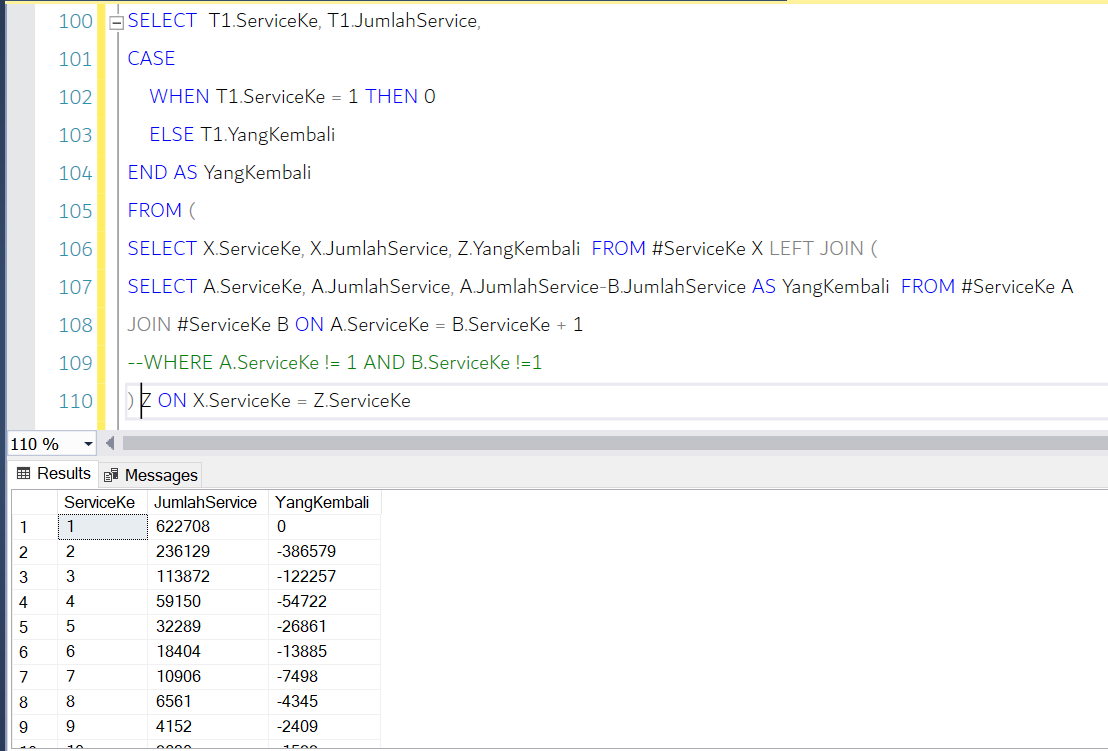 100 SELECT T1.ServiceKe, T1.JumlahService,
101 CASE
102 WHEN T1.ServiceKe = 1 THEN 0
103 ELSE T1.YangKembali
104 END AS YangKembali
105 FROM (
106 SELECT X.ServiceKe, X.JumlahService, Z.YangKembali FROM #ServiceKe X LEFT JOIN (
107 SELECT A.ServiceKe, A.JumlahService, A.JumlahService-B.JumlahService AS YangKembali FROM #ServiceKe A
108 JOIN #ServiceKe B ON A.ServiceKe = B.ServiceKe + 1
109 --WHERE A.ServiceKe != 1 AND B.ServiceKe !=1
110 ) Z ON X.ServiceKe = Z.ServiceKe
110 %
Results Messages
ServiceKe JumlahService YangKembali
1 1 622708 0
2 2 236129 -386579
3 3 113872 -122257
4 4 59150 -54722
5 5 32289 -26861
6 6 18404 -13885
7 7 10906 -7498
8 8 6561 -4345
9 9 4152 -2409